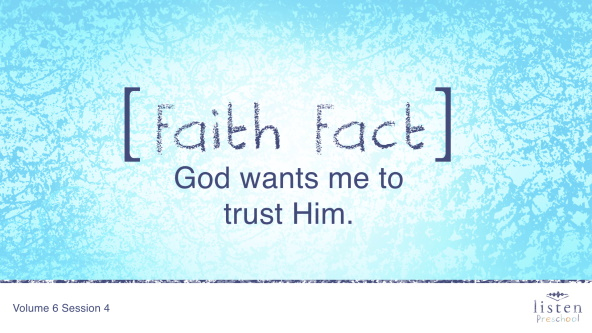 [Faith Fact]
God wants me to
trust Him.
Volume 6 Session 4
listen
Preschool